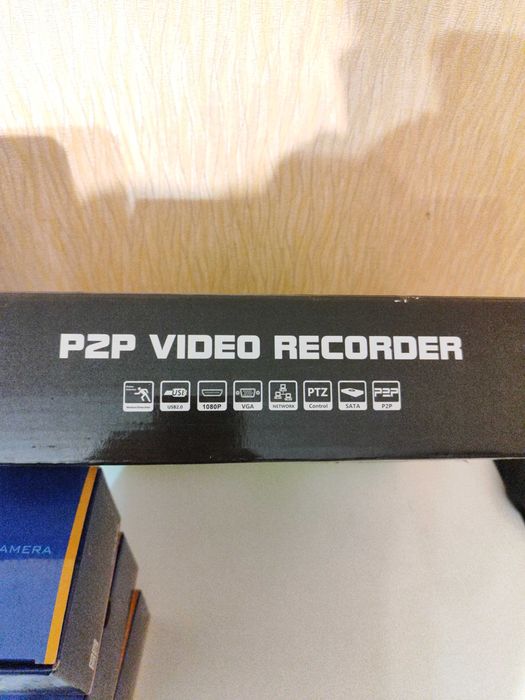 P2P VIDEO RECORDER
USB2.0 1080P VGA NETWORK PTZ Control SATA P2P P2P
AMERA